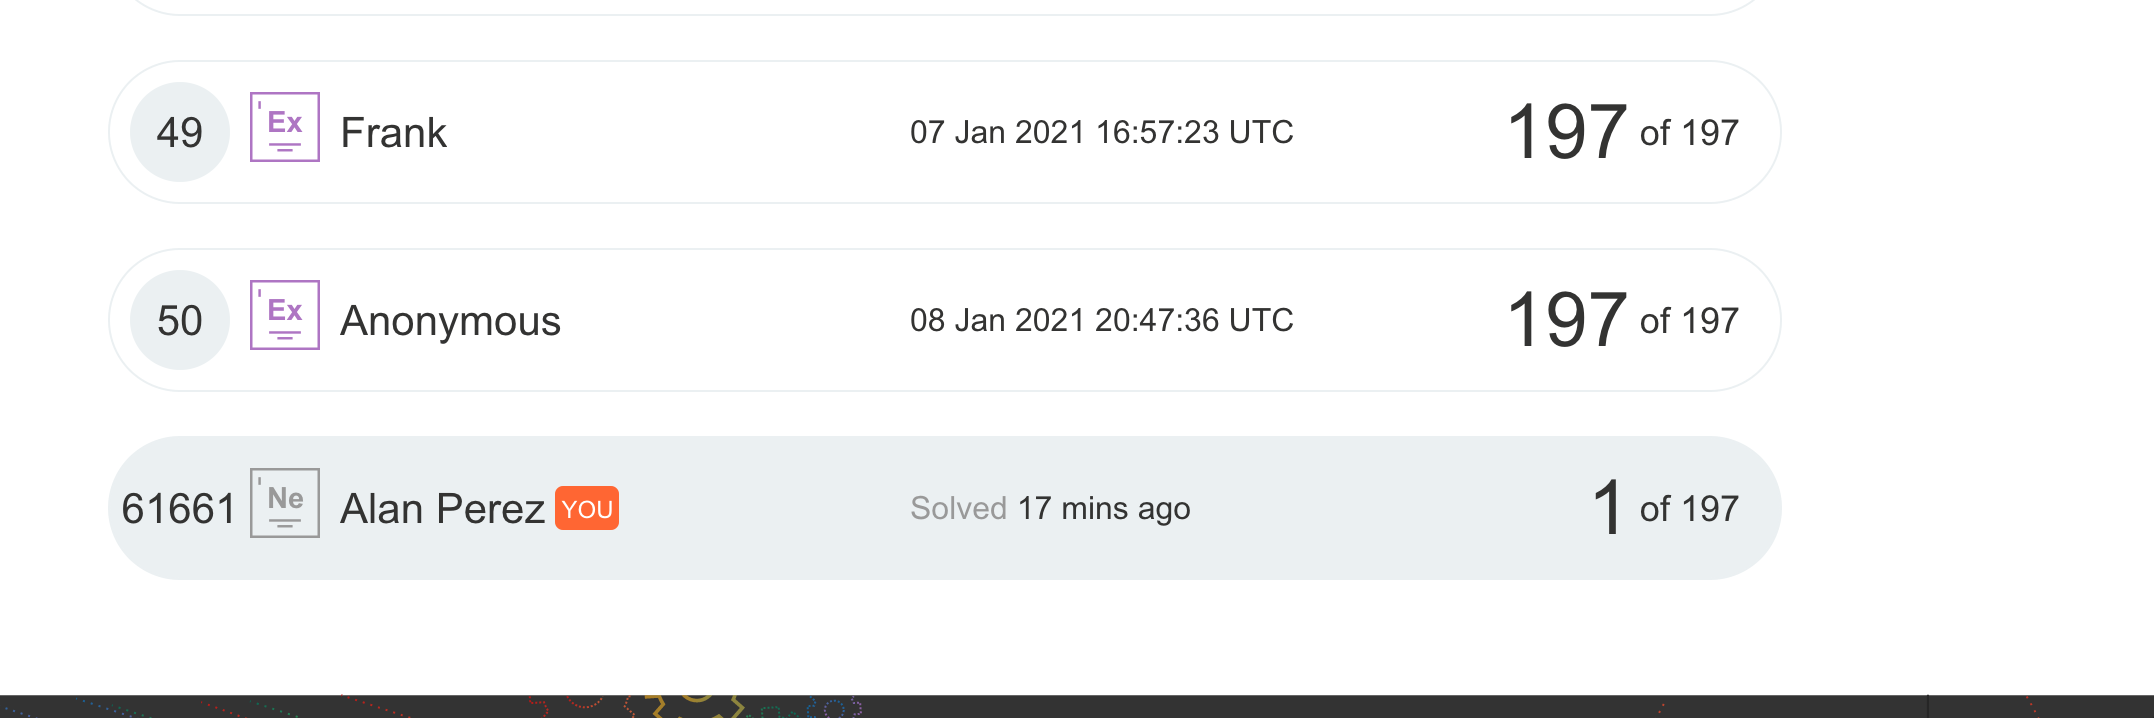 49 Ex Frank 07 Jan 2021 16:57:23 UTC 197 of 197
50 Ex Anonymous 08 Jan 2021 20:47:36 UTC 197 of 197
61661 Ne Alan Perez YOU Solved 17 mins ago 1 of 197